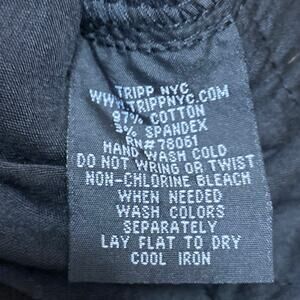 TRIPP NYC
WWW.TRIPPNYC.COM
97% COTTON
3% SPANDEX
RN#78061
HAND WASH COLD
DO NOT WRING OR TWIST
NON-CHLORINE BLEACH
WHEN NEEDED
WASH COLORS
SEPARATELY
LAY FLAT TO DRY
COOL IRON